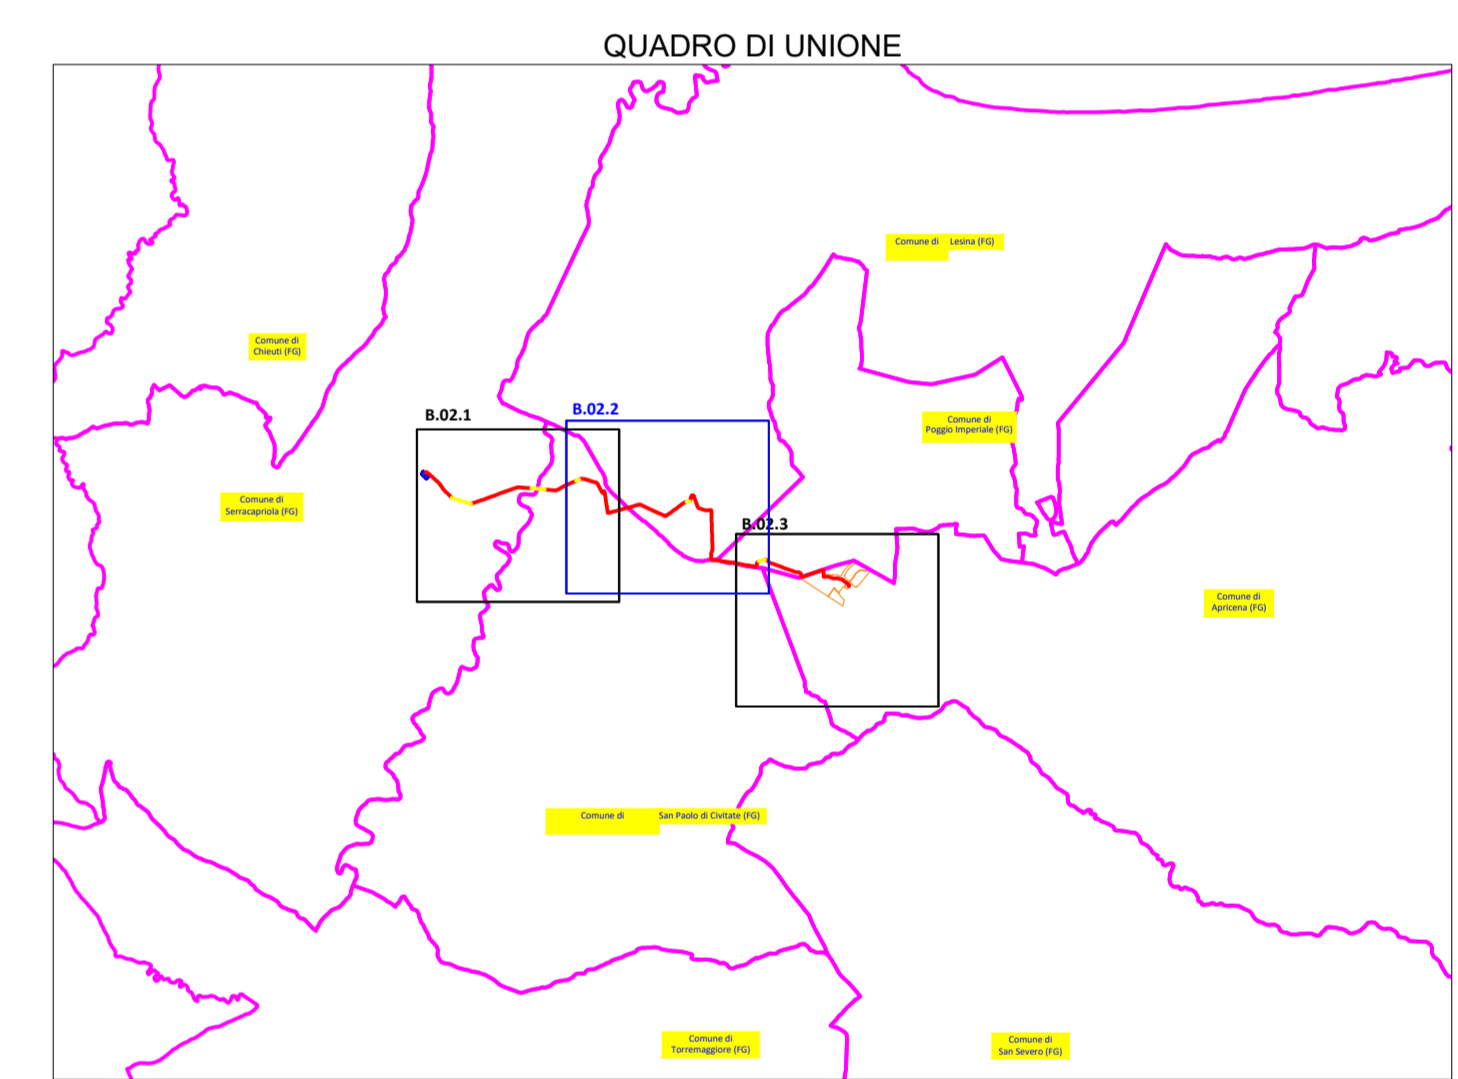 QUADRO DI UNIONE
Comune di Lesina (FG)
Comune di
Chieuti (FG)
B.02.1
B.02.2
Comune di
Poggio Imperiale (FG)
Comune di
Serracapriola (FG)
B.02.3
Comune di
Apricena (FG)
Comune di San Paolo di Civitate (FG)
Comune di
Torremaggiore (FG)
Comune di
San Severo (FG)